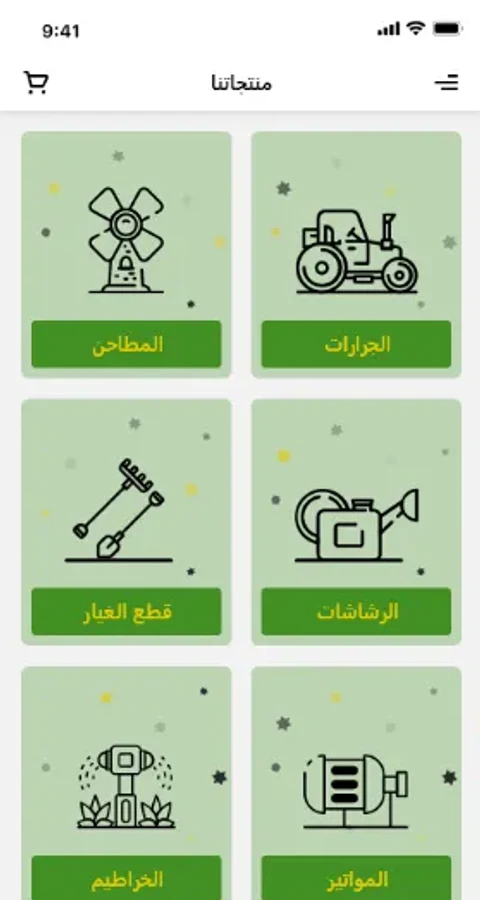 9:41
منتجاتنا
الجرارات
المطاحن
الرشاشات
قطع الغيار
المواتير
الخراطيم